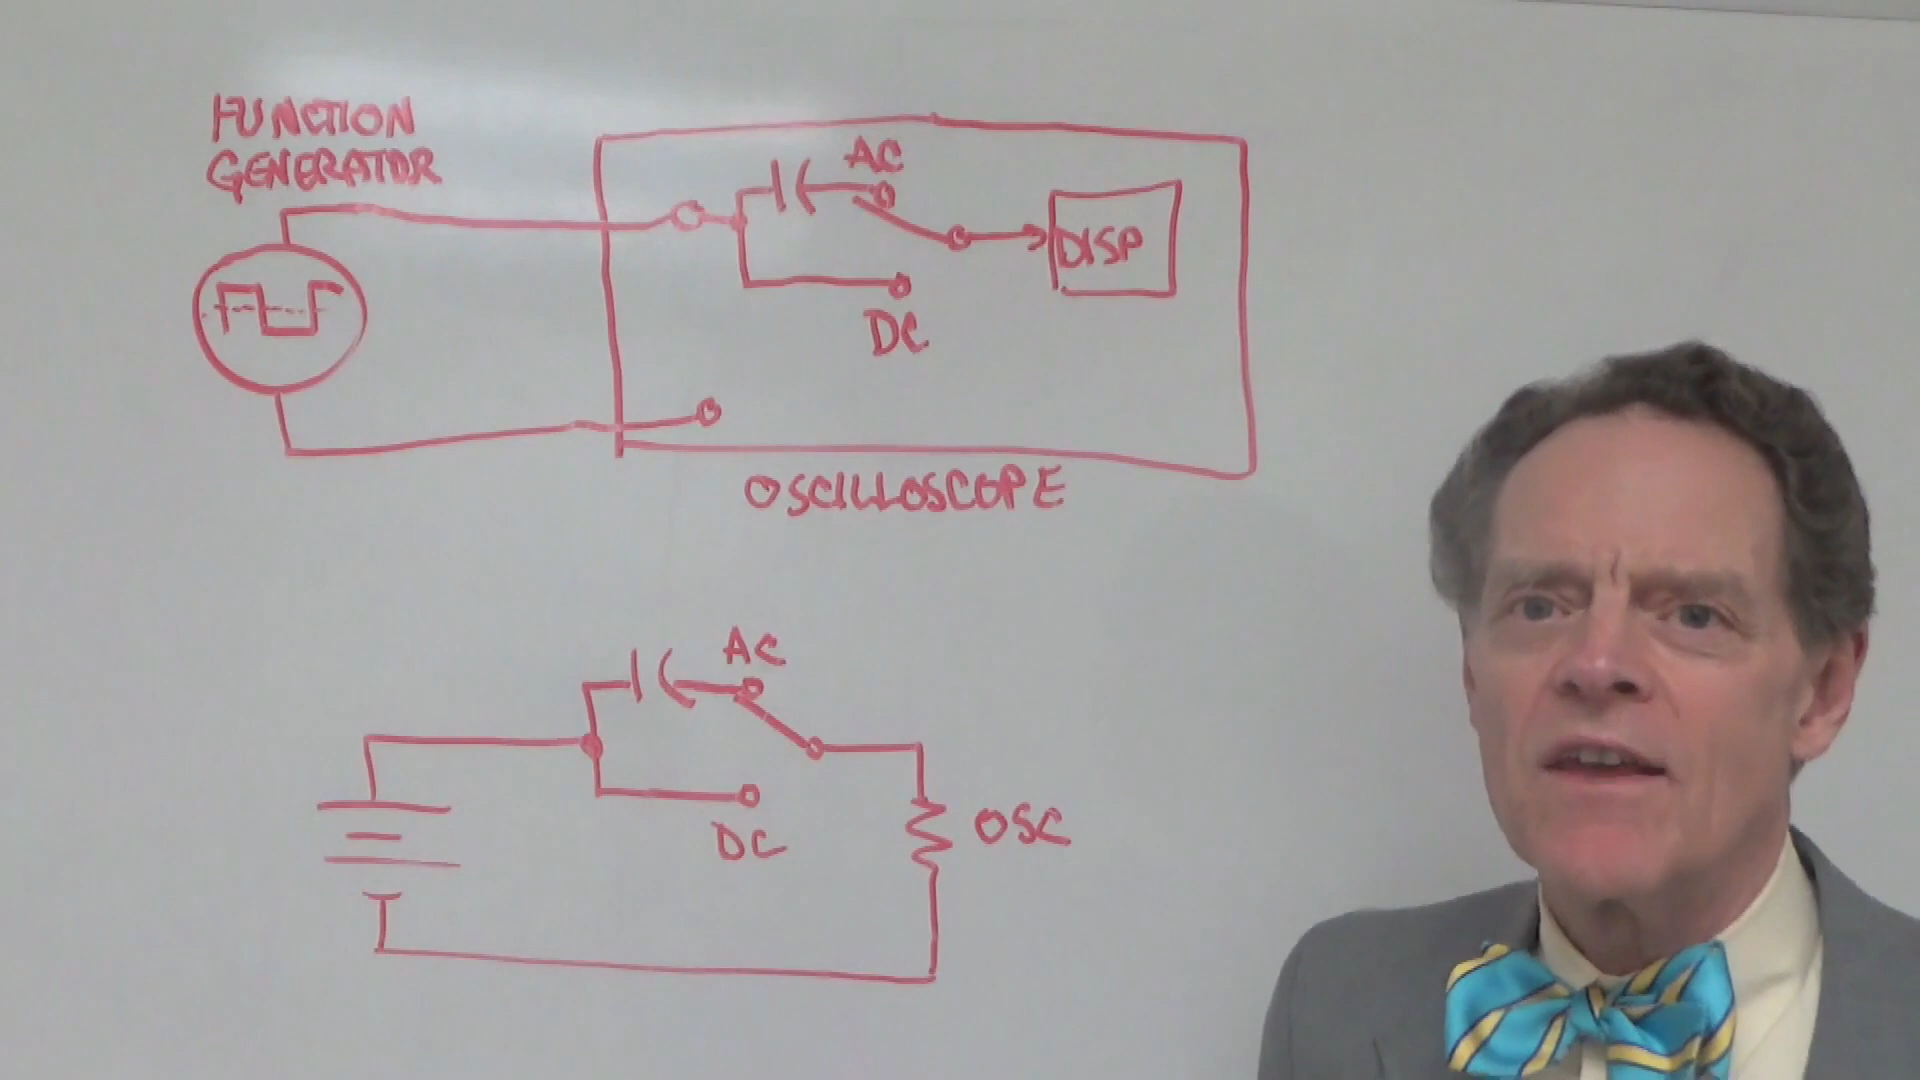 FUNCTION
GENERATOR
AC
DISP
DC
OSCILLOSCOPE
AC
DC
OSC